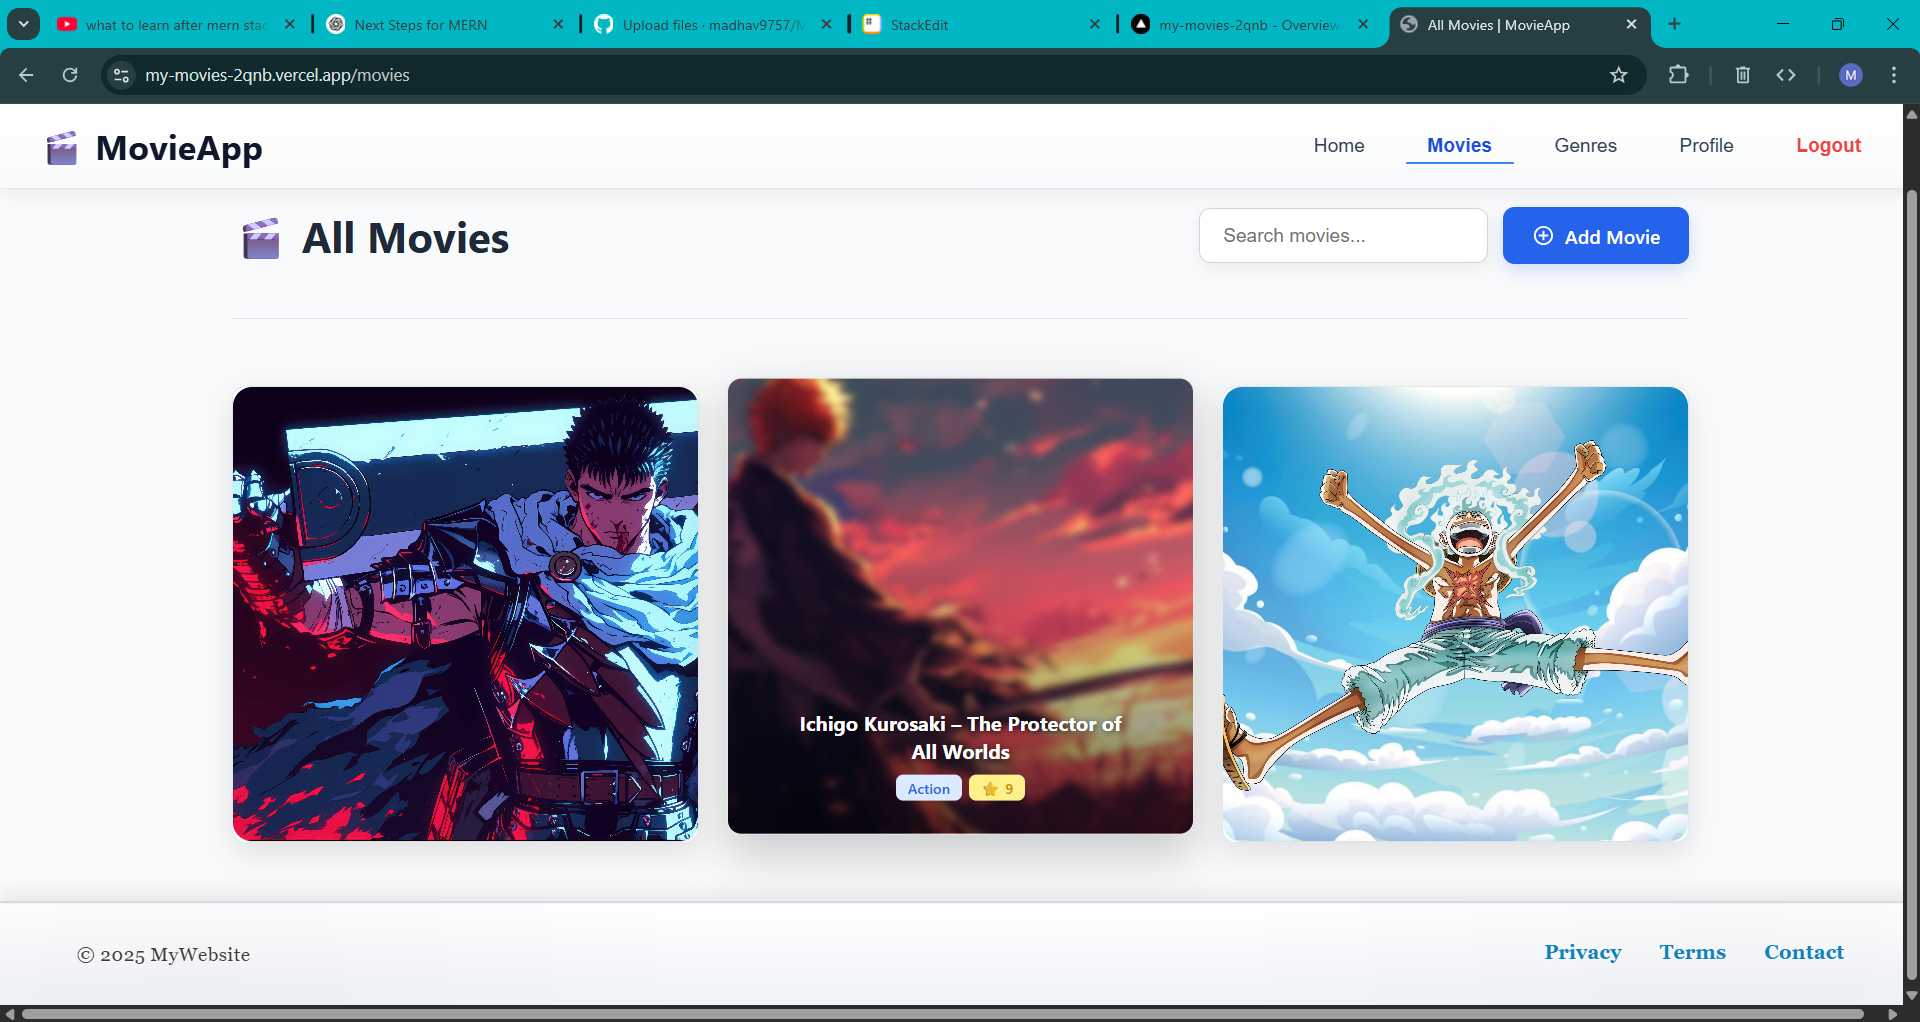 what to learn after mern stac
Next Steps for MERN
Upload files · madhav9757/M
StackEdit
my-movies-2qnb - Overview
All Movies | MovieApp
my-movies-2qnb.vercel.app/movies
M
MovieApp
Home
Movies
Genres
Profile
Logout
All Movies
Search movies...
Add Movie
Ichigo Kurosaki – The Protector of
All Worlds
Action
9
© 2025 MyWebsite
Privacy
Terms
Contact